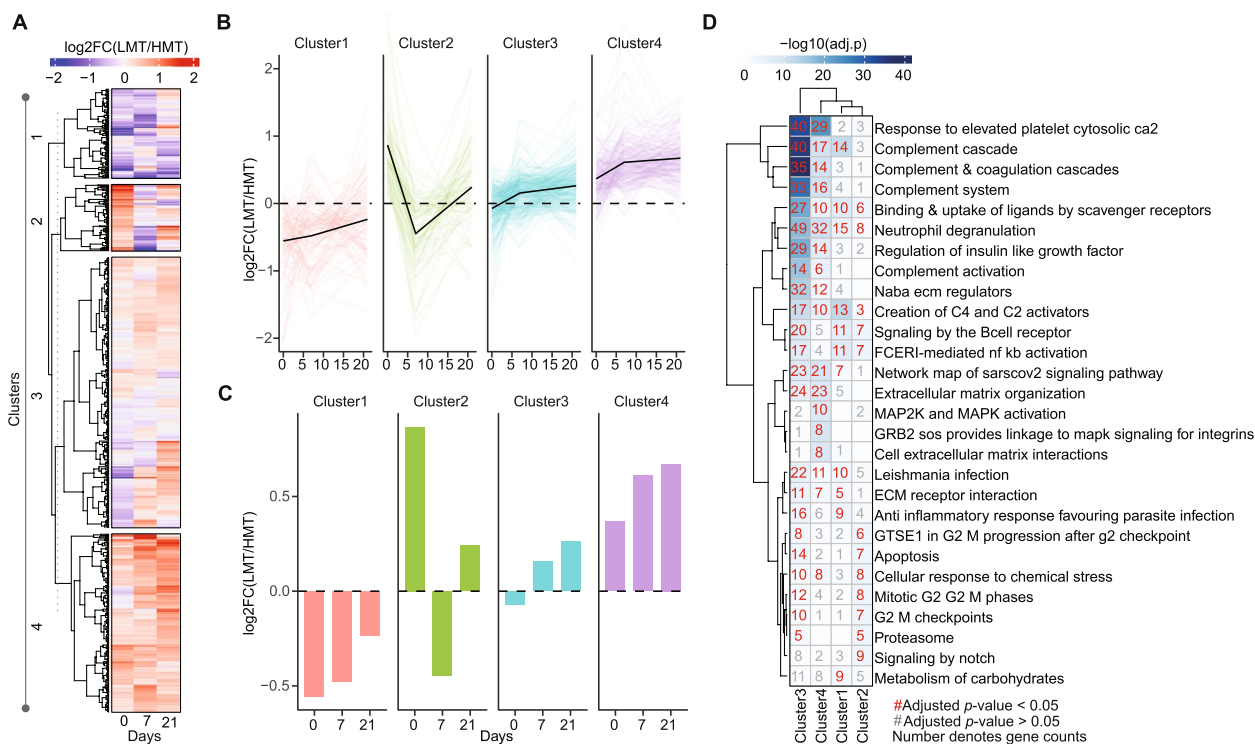 A
log2FC(LMT/HMT)
−2 −1 0 1 2
Clusters
1
2
3
4
0 7 21
Days
B
Cluster1 Cluster2 Cluster3 Cluster4
log2FC(LMT/HMT)
2
1
0
−1
−2
0 5 10 15 20 0 5 10 15 20 0 5 10 15 20 0 5 10 15 20
C
Cluster1 Cluster2 Cluster3 Cluster4
log2FC(LMT/HMT)
0.5
0.0
−0.5
0 7 21 0 7 21 0 7 21 0 7 21
Days
D
−log10(adj.p)
0 10 20 30 40
40 29 2 3 Response to elevated platelet cytosolic ca2
40 17 14 3 Complement cascade
35 14 3 1 Complement & coagulation cascades
33 16 4 1 Complement system
27 10 10 6 Binding & uptake of ligands by scavenger receptors
49 32 15 8 Neutrophil degranulation
29 14 3 2 Regulation of insulin like growth factor
14 6 1 Complement activation
32 12 4 Naba ecm regulators
17 10 13 3 Creation of C4 and C2 activators
20 5 11 7 Sgnaling by the Bcell receptor
17 4 11 7 FCERI-mediated nf kb activation
23 21 7 1 Network map of sarscov2 signaling pathway
24 23 5 Extracellular matrix organization
2 10 2 MAP2K and MAPK activation
1 8 GRB2 sos provides linkage to mapk signaling for integrins
1 8 1 Cell extracellular matrix interactions
22 11 10 5 Leishmania infection
11 7 5 1 ECM receptor interaction
16 6 9 4 Anti inflammatory response favouring parasite infection
8 3 2 6 GTSE1 in G2 M progression after g2 checkpoint
14 2 1 7 Apoptosis
10 8 3 8 Cellular response to chemical stress
12 4 2 8 Mitotic G2 G2 M phases
10 1 1 7 G2 M checkpoints
5 5 Proteasome
8 2 3 9 Signaling by notch
11 8 9 5 Metabolism of carbohydrates
Cluster3 Cluster4 Cluster1 Cluster2
#Adjusted p-value < 0.05
#Adjusted p-value > 0.05
Number denotes gene counts